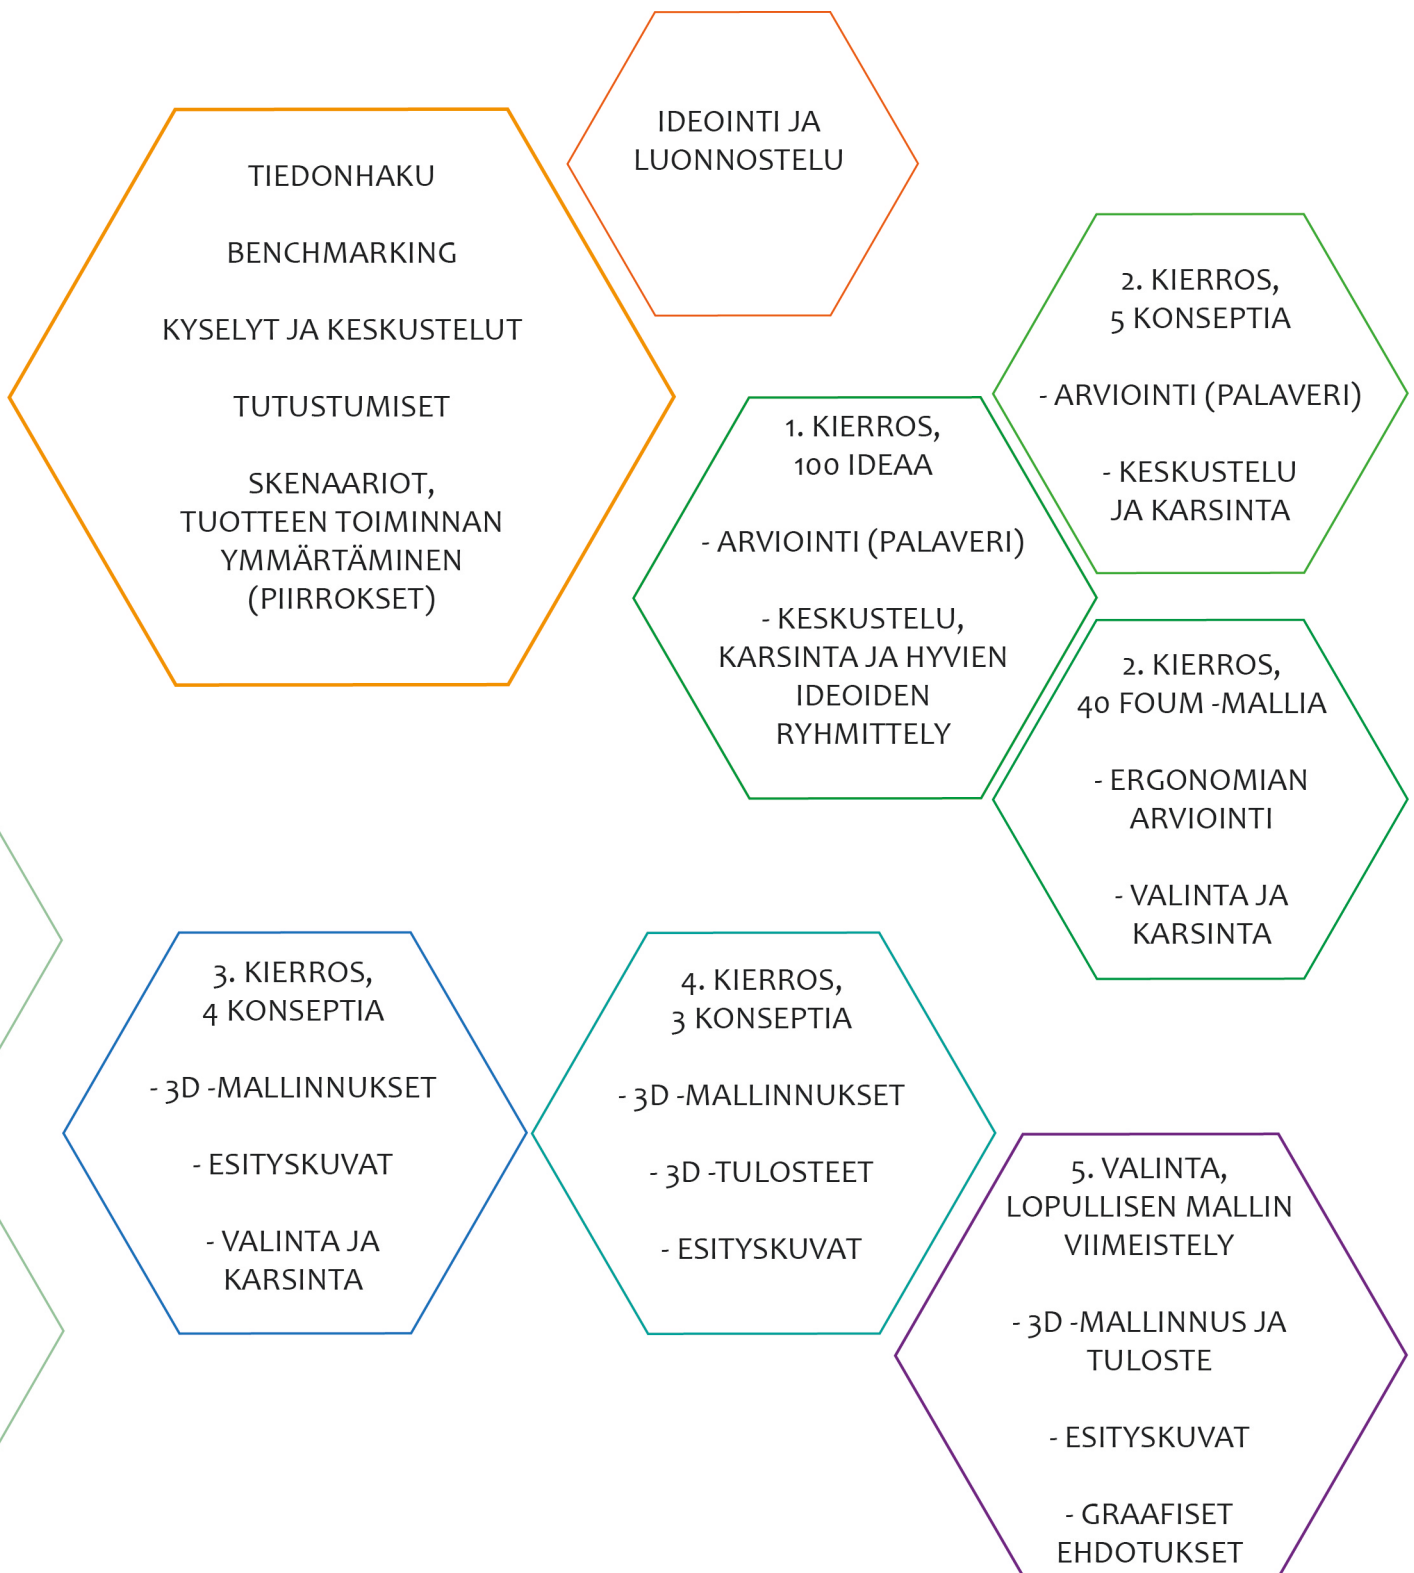 TIEDONHAKU
BENCHMARKING
KYSELYT JA KESKUSTELUT
TUTUSTUMISET
SKENAARIOT,
TUOTTEEN TOIMINNAN
YMMÄRTÄMINEN
(PIIRROKSET)
IDEOINTI JA
LUONNOSTELU
1. KIERROS,
100 IDEAA
- ARVIOINTI (PALAVERI)
- KESKUSTELU,
KARSINTA JA HYVIEN
IDEOIDEN
RYHMITTELY
2. KIERROS,
5 KONSEPTIA
- ARVIOINTI (PALAVERI)
- KESKUSTELU
JA KARSINTA
2. KIERROS,
40 FOUM -MALLIA
- ERGONOMIAN
ARVIOINTI
- VALINTA JA
KARSINTA
3. KIERROS,
4 KONSEPTIA
- 3D -MALLINNUKSET
- ESITYSKUVAT
- VALINTA JA
KARSINTA
4. KIERROS,
3 KONSEPTIA
- 3D -MALLINNUKSET
- 3D -TULOSTEET
- ESITYSKUVAT
5. VALINTA,
LOPULLISEN MALLIN
VIIMEISTELY
- 3D -MALLINNUS JA
TULOSTE
- ESITYSKUVAT
- GRAAFISET
EHDOTUKSET